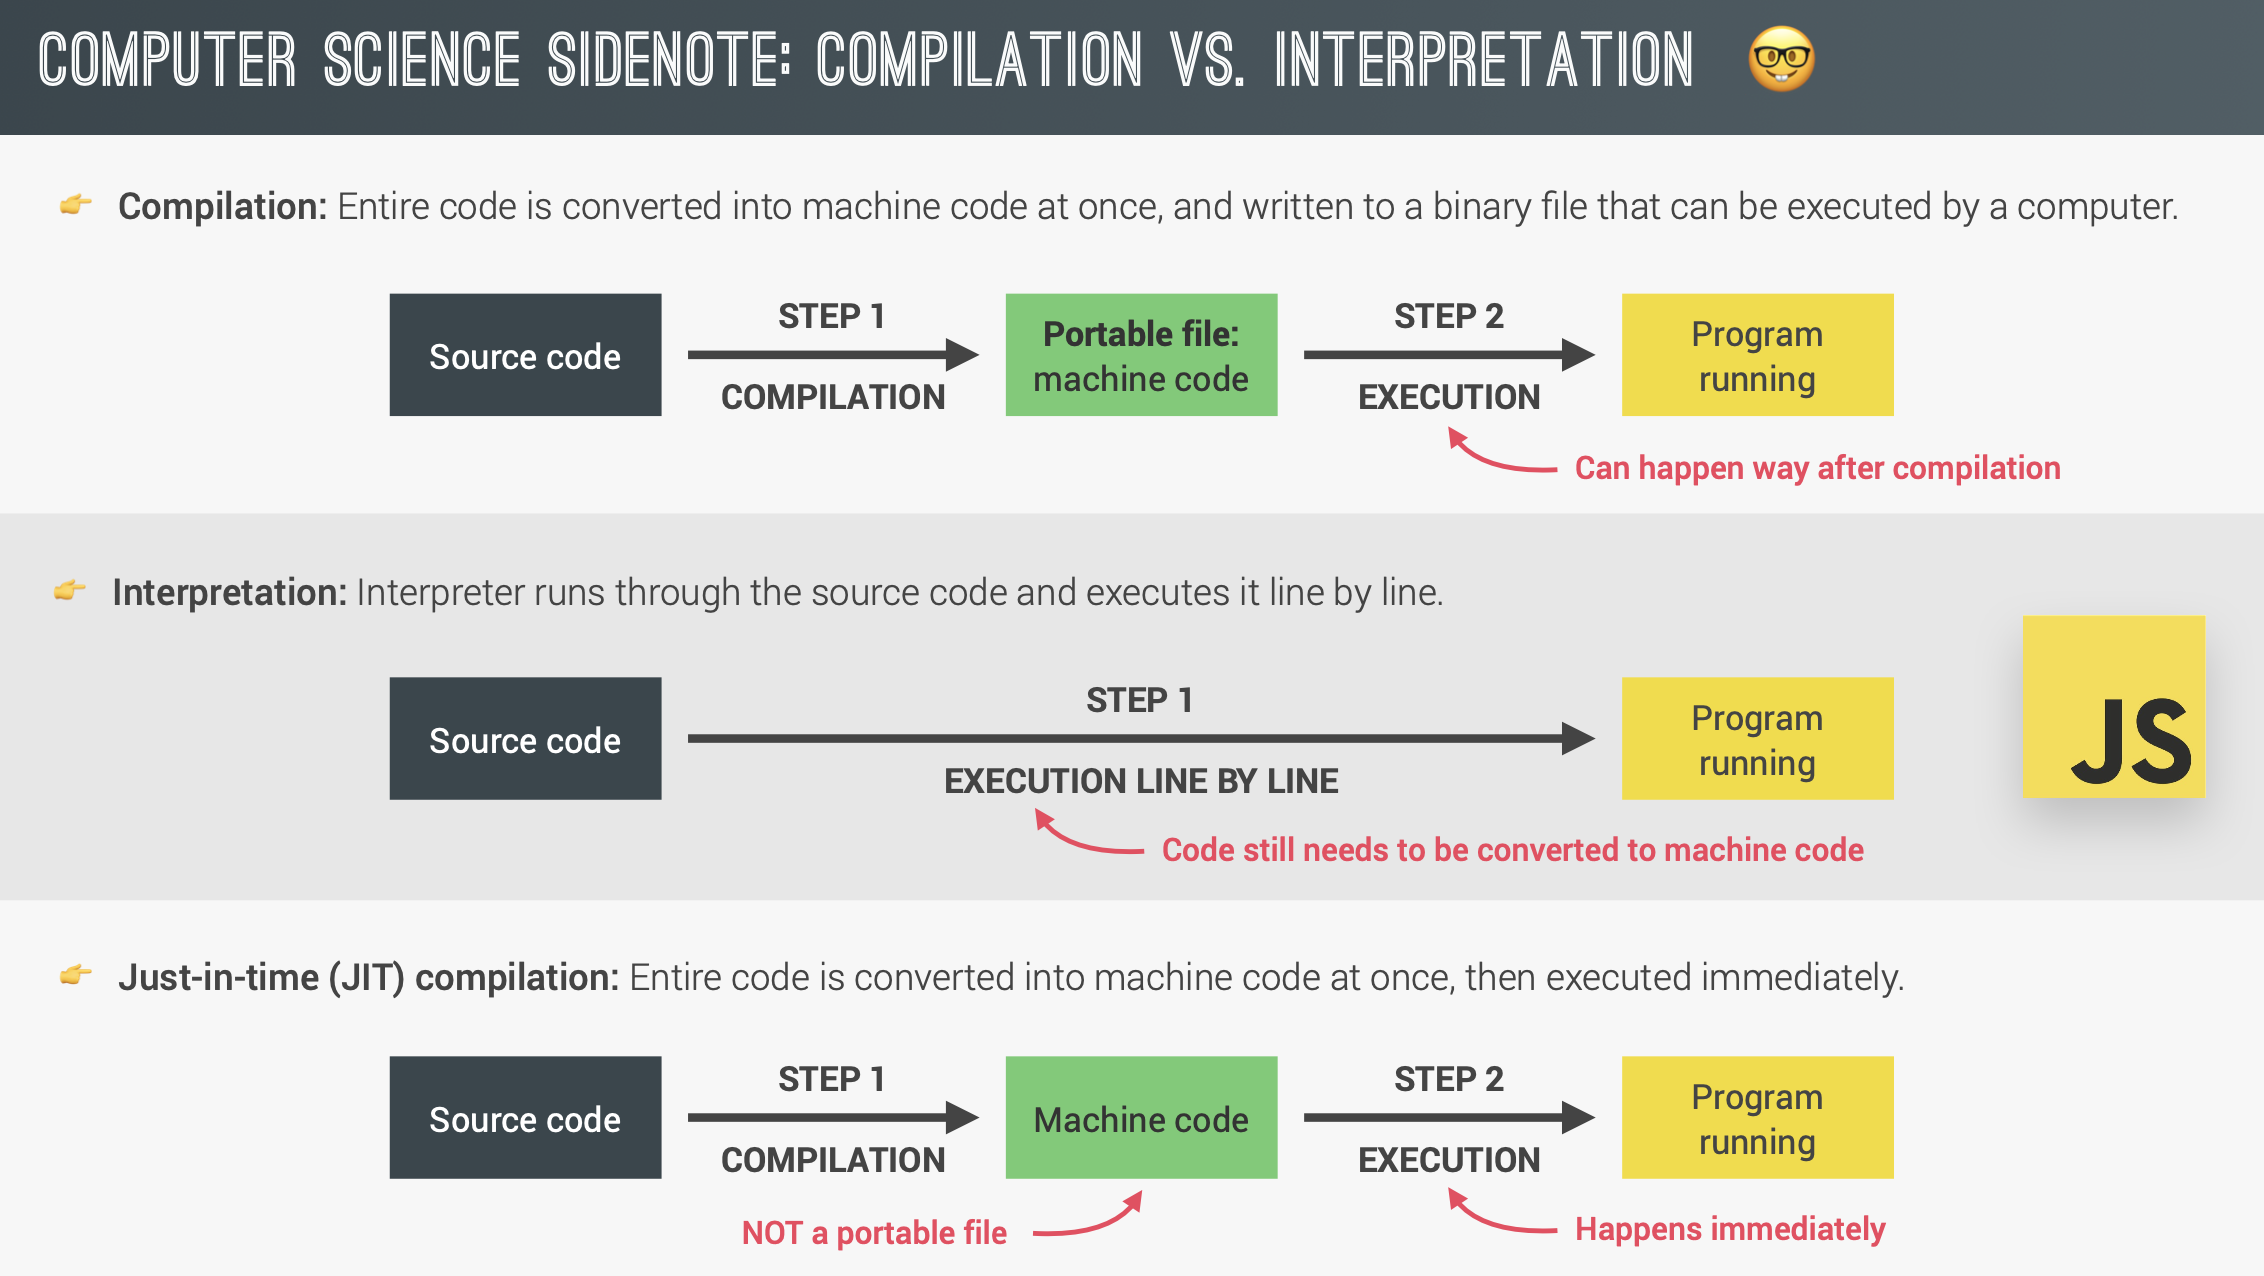 COMPUTER SCIENCE SIDENOTE: COMPILATION VS. INTERPRETATION 🤓
👉 Compilation: Entire code is converted into machine code at once, and written to a binary file that can be executed by a computer.
Source code
STEP 1
COMPILATION
Portable file:
machine code
STEP 2
EXECUTION
Program
running
Can happen way after compilation
👉 Interpretation: Interpreter runs through the source code and executes it line by line.
Source code
STEP 1
EXECUTION LINE BY LINE
Program
running
Code still needs to be converted to machine code
JS
👉 Just-in-time (JIT) compilation: Entire code is converted into machine code at once, then executed immediately.
Source code
STEP 1
COMPILATION
Machine code
STEP 2
EXECUTION
Program
running
NOT a portable file
Happens immediately